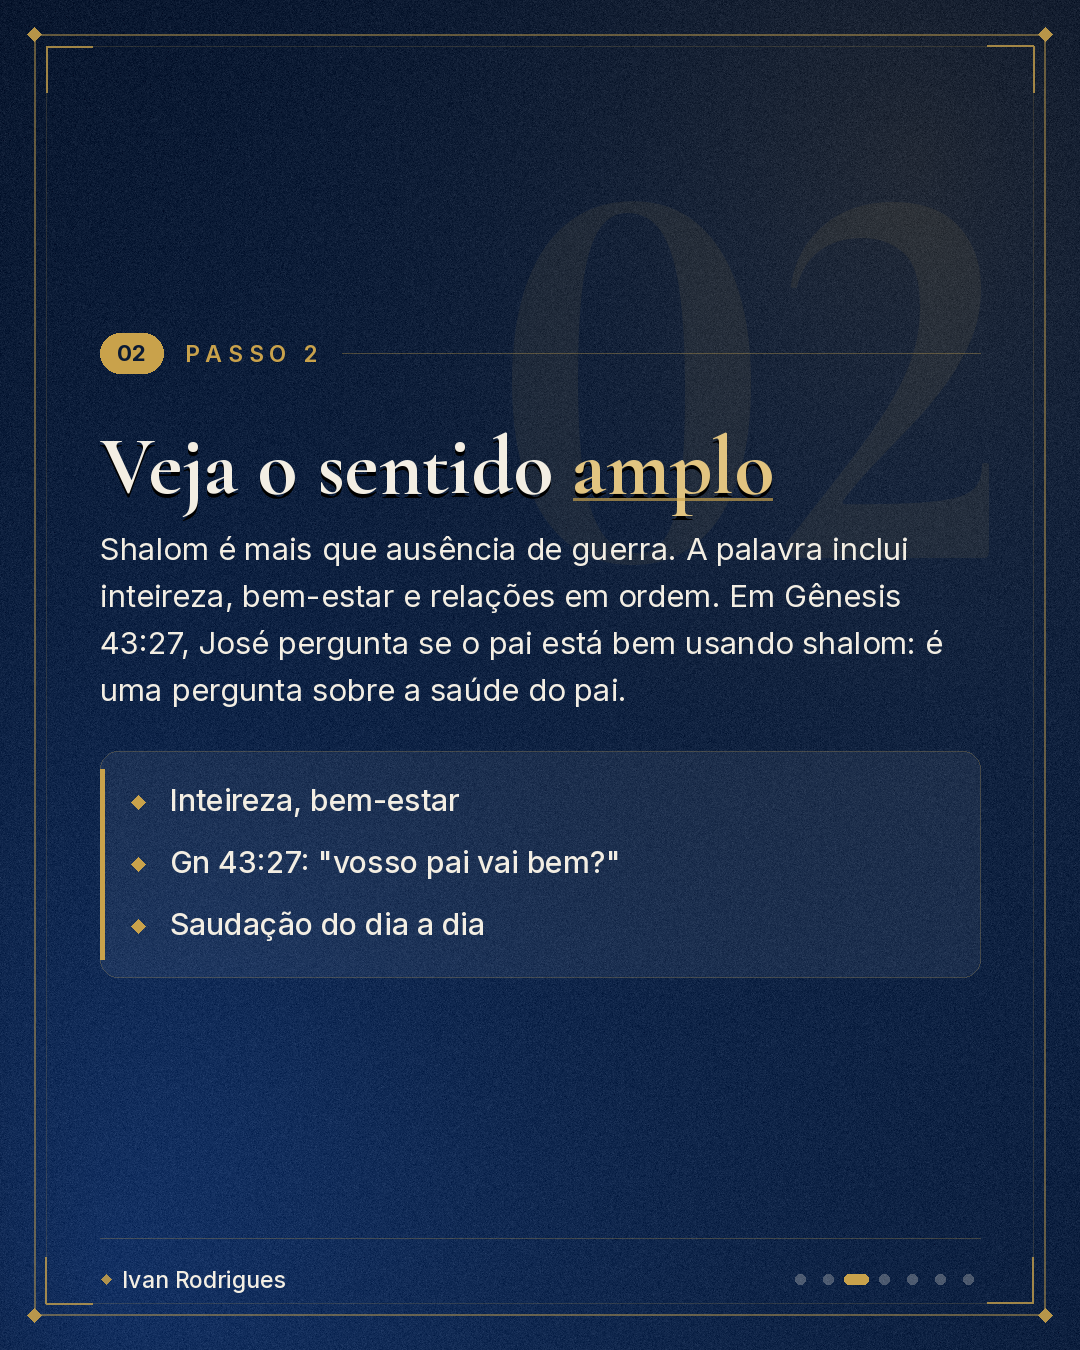 02
02 PASSO 2
Veja o sentido amplo
Shalom é mais que ausência de guerra. A palavra inclui
inteireza, bem-estar e relações em ordem. Em Gênesis
43:27, José pergunta se o pai está bem usando shalom: é
uma pergunta sobre a saúde do pai.
Inteireza, bem-estar
Gn 43:27: "vosso pai vai bem?"
Saudação do dia a dia
Ivan Rodrigues